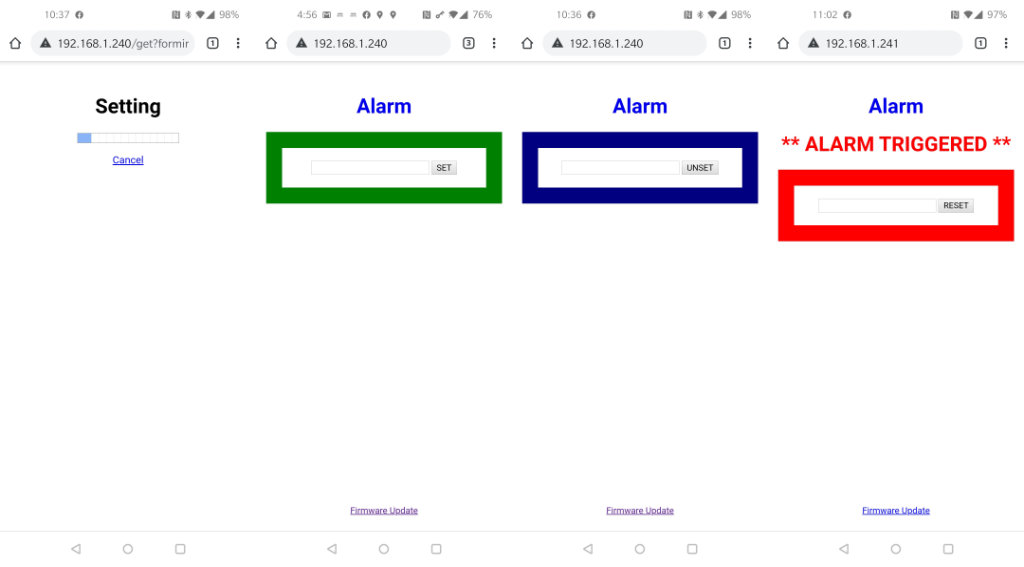 10:37
98%
192.168.1.240/get?formin
1
Setting
Cancel
4:56
76%
192.168.1.240
3
Alarm
SET
Firmware Update
10:36
98%
192.168.1.240
1
Alarm
UNSET
Firmware Update
11:02
97%
192.168.1.241
1
Alarm
** ALARM TRIGGERED **
RESET
Firmware Update